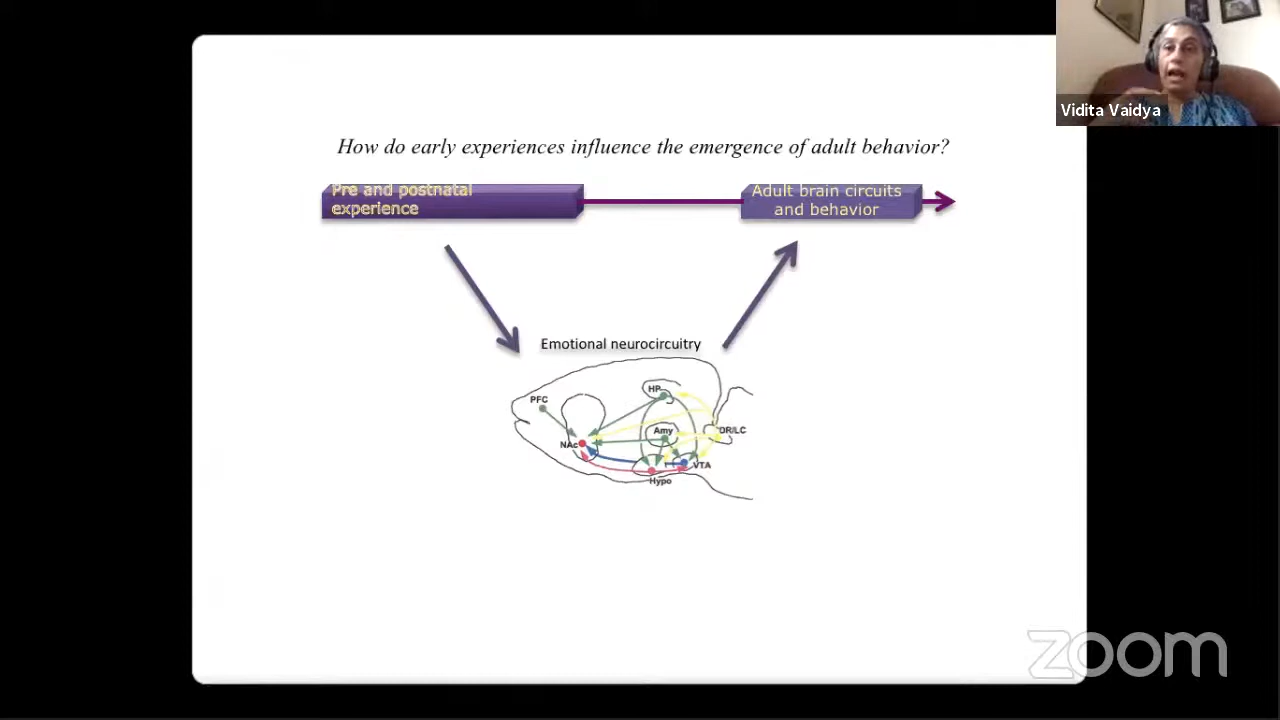 Vidita Vaidya
How do early experiences influence the emergence of adult behavior?
Pre and postnatal
experience
Adult brain circuits
and behavior
Emotional neurocircuitry
PFC
HP
NAc
Amy
DR/LC
VTA
Hypo
zoom